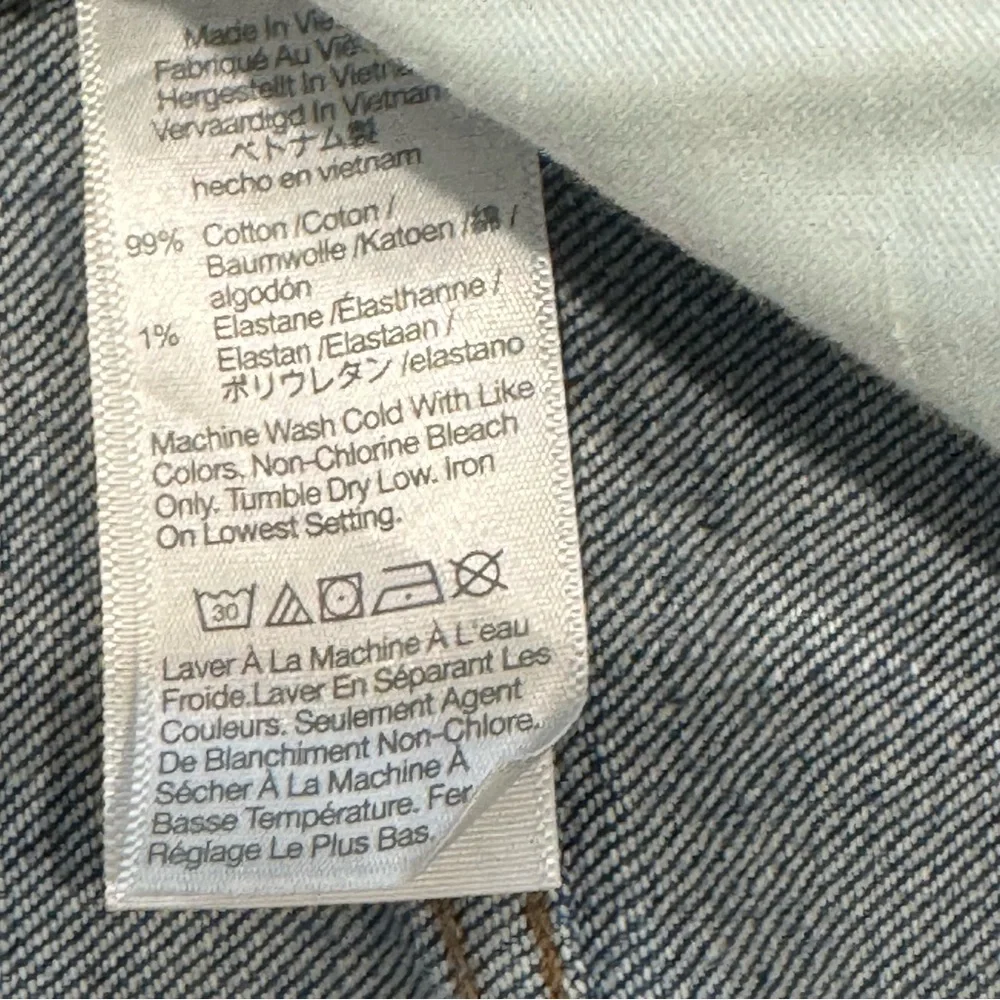 Made In Vie
Fabriqué Au Vie
Hergestellt In Vietna
Vervaardigd In Vietnam
ベトナム製
hecho en vietnam
99% Cotton /Coton /
Baumwolle /Katoen /綿 /
algodón
1% Elastane /Élasthanne /
Elastan /Elastaan /
ポリウレタン /elastano
Machine Wash Cold With Like
Colors. Non-Chlorine Bleach
Only. Tumble Dry Low. Iron
On Lowest Setting.
30
Laver À La Machine À L'eau
Froide.Laver En Séparant Les
Couleurs. Seulement Agent
De Blanchiment Non-Chlore.
Sécher À La Machine À
Basse Température. Fer
Réglage Le Plus Bas.